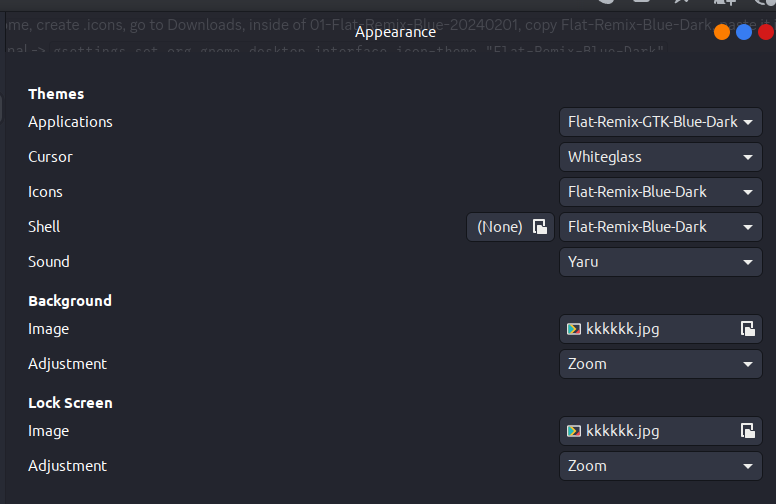 ome, create .icons, go to Downloads, inside of 01-Flat-Remix-Blue-20240201, copy Flat-Remix-Blue-Dark,
Appearance
gsettings set org.gnome.desktop.interface icon-theme "Flat-Remix-Blue-Dark"
Themes
Applications Flat-Remix-GTK-Blue-Dark
Cursor Whiteglass
Icons Flat-Remix-Blue-Dark
Shell (None) Flat-Remix-Blue-Dark
Sound Yaru
Background
Image kkkkkk.jpg
Adjustment Zoom
Lock Screen
Image kkkkkk.jpg
Adjustment Zoom